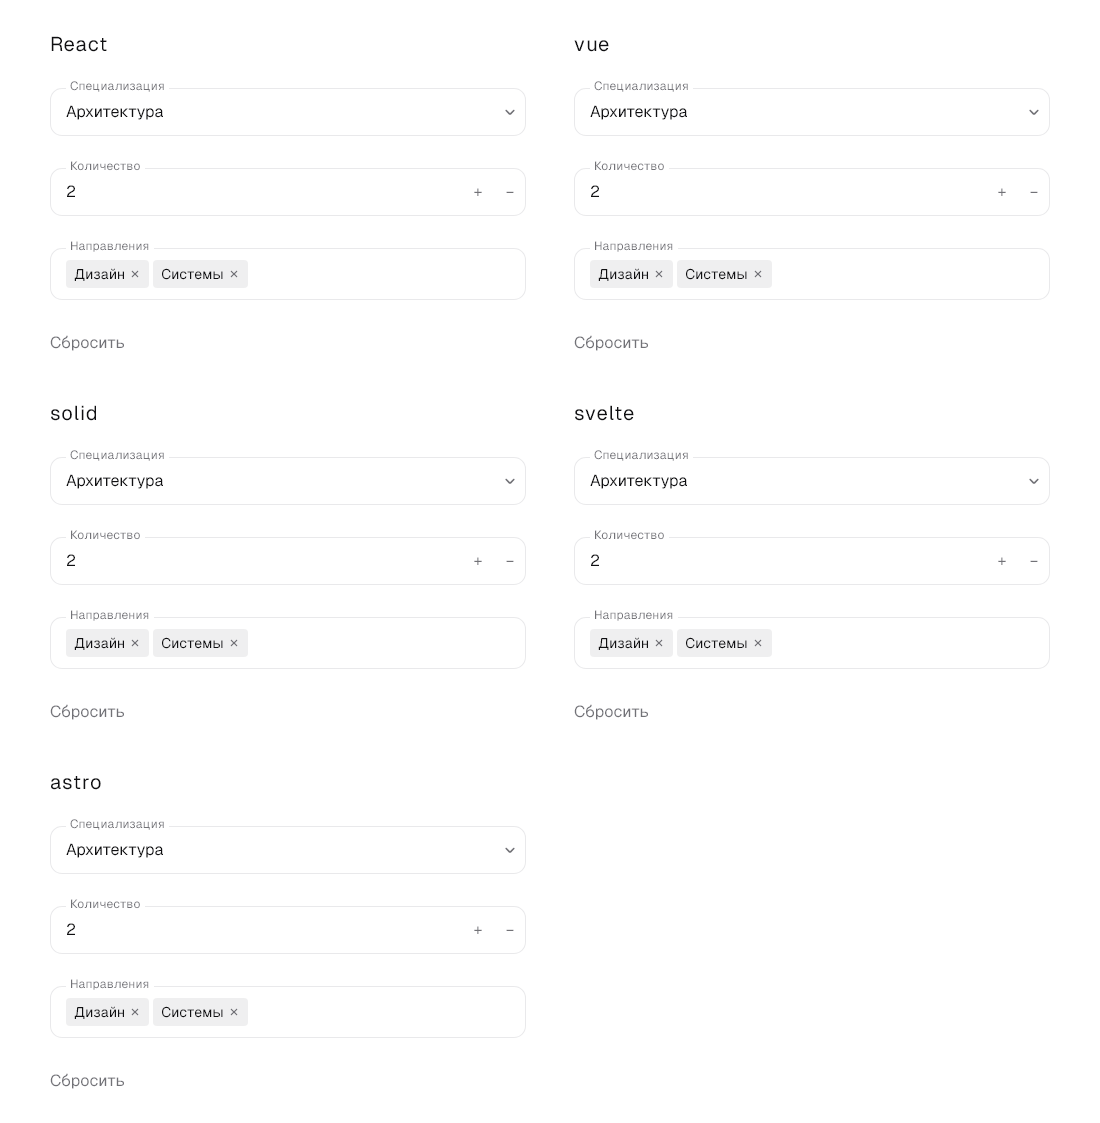 React
Специализация
Архитектура
Количество
2 + −
Направления
Дизайн × Системы ×
Сбросить
vue
Специализация
Архитектура
Количество
2 + −
Направления
Дизайн × Системы ×
Сбросить
solid
Специализация
Архитектура
Количество
2 + −
Направления
Дизайн × Системы ×
Сбросить
svelte
Специализация
Архитектура
Количество
2 + −
Направления
Дизайн × Системы ×
Сбросить
astro
Специализация
Архитектура
Количество
2 + −
Направления
Дизайн × Системы ×
Сбросить